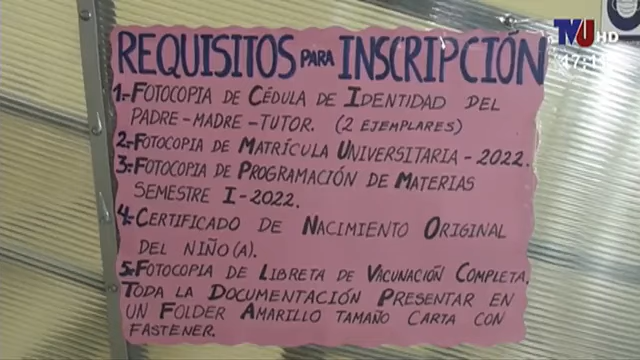 TVU HD
REQUISITOS PARA INSCRIPCIÓN
1.- FOTOCOPIA DE CÉDULA DE IDENTIDAD DEL
PADRE-MADRE-TUTOR. (2 EJEMPLARES)
2.- FOTOCOPIA DE MATRÍCULA UNIVERSITARIA - 2022.
3.- FOTOCOPIA DE PROGRAMACIÓN DE MATERIAS
SEMESTRE I-2022.
4.- CERTIFICADO DE NACIMIENTO ORIGINAL
DEL NIÑO(A).
5.- FOTOCOPIA DE LIBRETA DE VACUNACIÓN COMPLETA.
TODA LA DOCUMENTACIÓN PRESENTAR EN
UN FOLDER AMARILLO TAMAÑO CARTA CON
FASTENER.